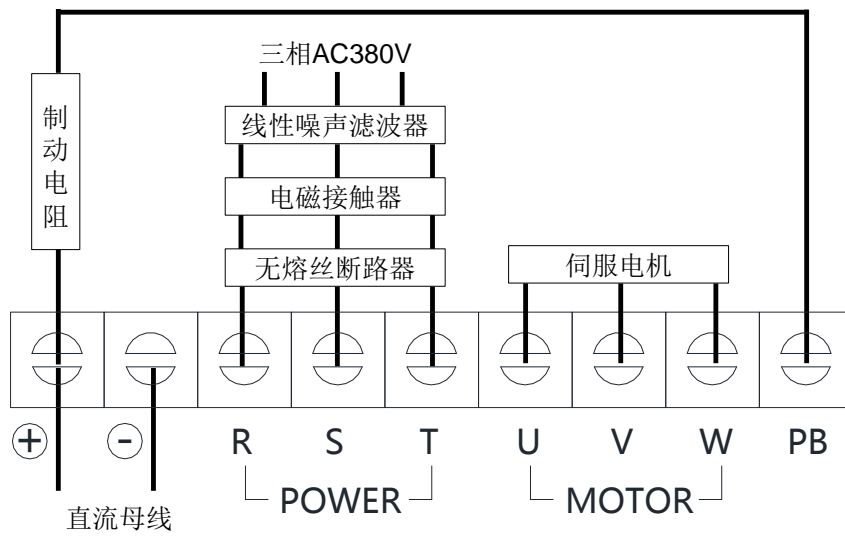 三相AC380V
制动电阻
线性噪声滤波器
电磁接触器
无熔丝断路器
伺服电机
+ - R S T U V W PB
POWER MOTOR
直流母线